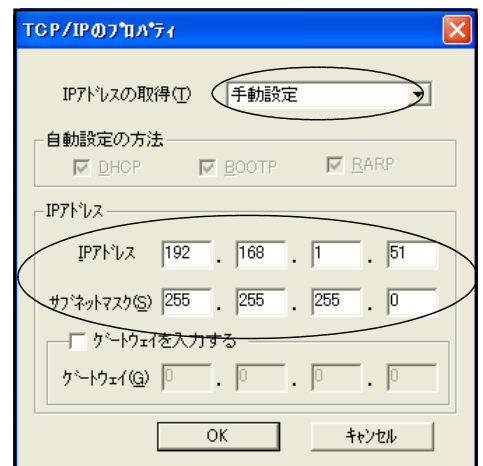 TCP/IPのﾌﾟﾛﾊﾟﾃｨ
IPｱﾄﾞﾚｽの取得(T) 手動設定
自動設定の方法
DHCP BOOTP RARP
IPｱﾄﾞﾚｽ
IPｱﾄﾞﾚｽ 192 . 168 . 1 . 51
ｻﾌﾞﾈｯﾄﾏｽｸ(S) 255 . 255 . 255 . 0
ｹﾞｰﾄｳｪｲを入力する
ｹﾞｰﾄｳｪｲ(G) 0 . 0 . 0 . 0
OK ｷｬﾝｾﾙ